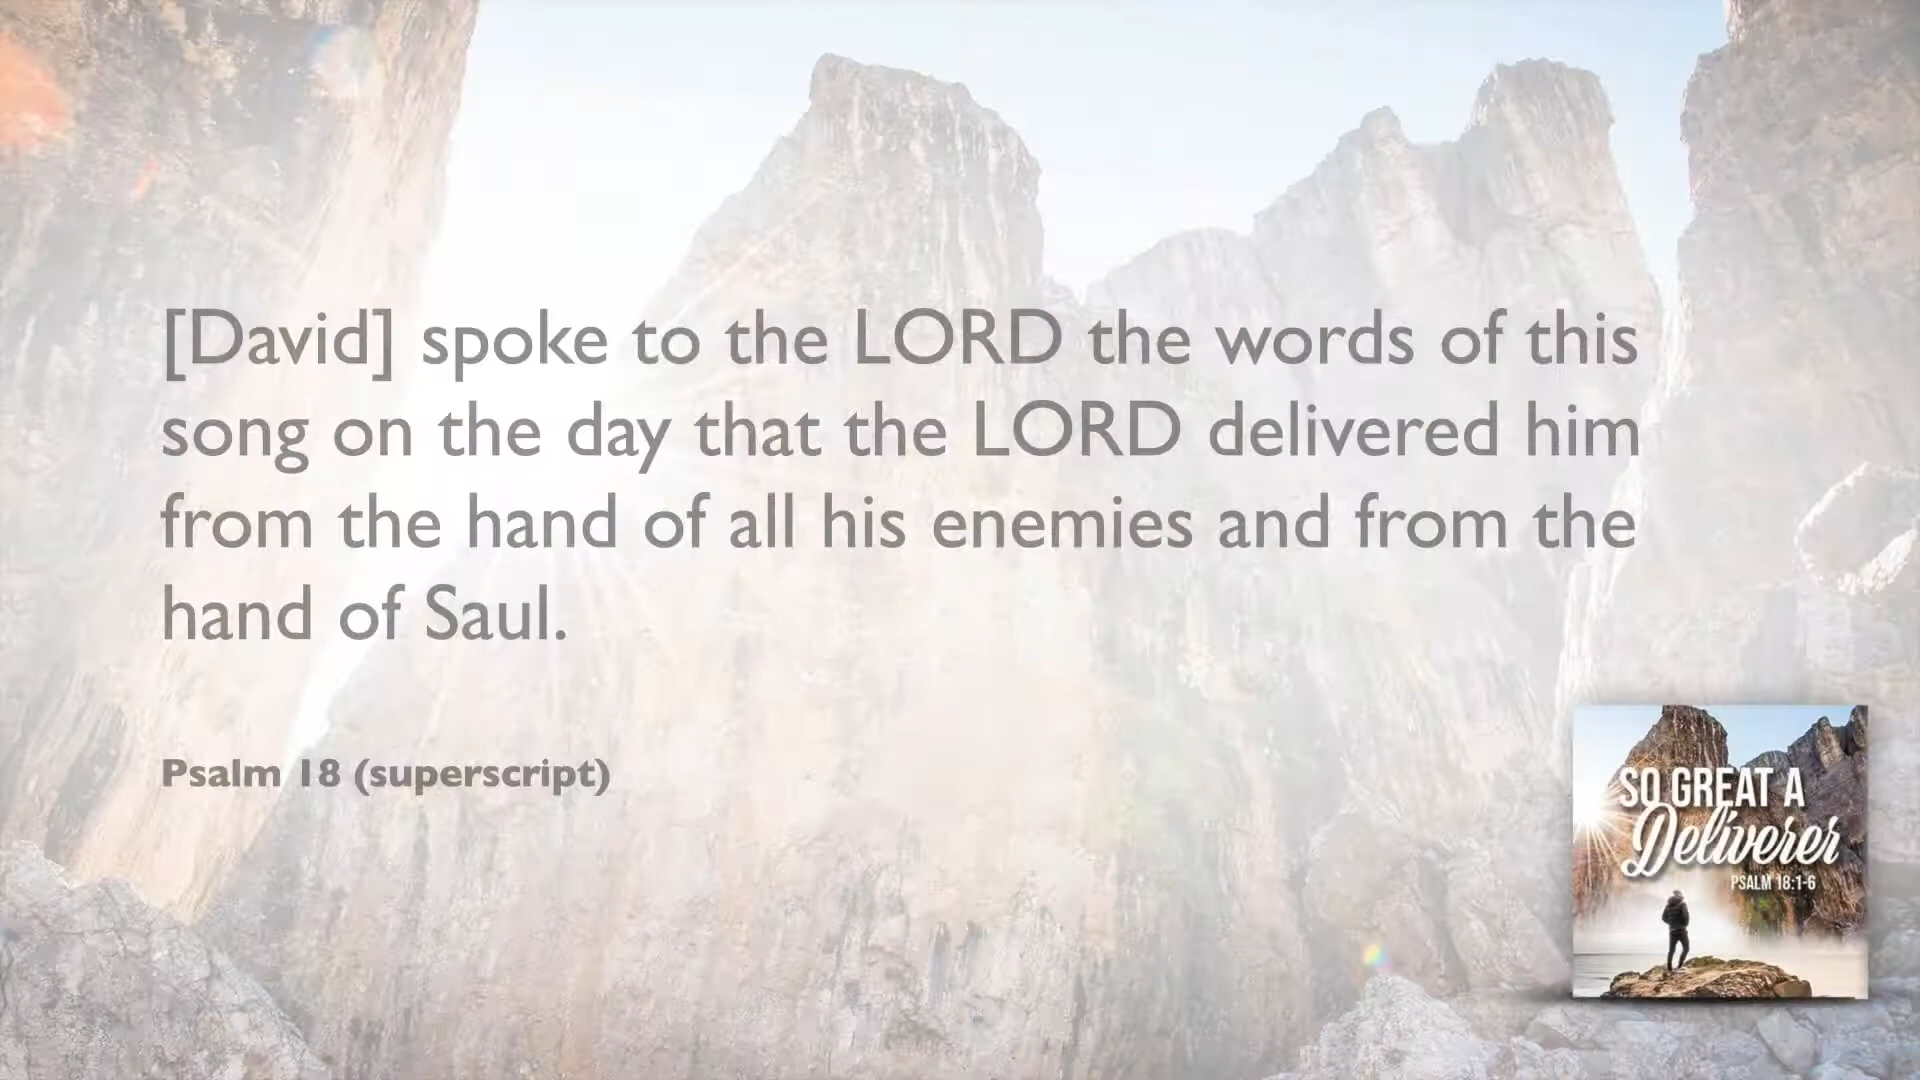 [David] spoke to the LORD the words of this
song on the day that the LORD delivered him
from the hand of all his enemies and from the
hand of Saul.
Psalm 18 (superscript)
SO GREAT A
Deliverer
PSALM 18:1-6